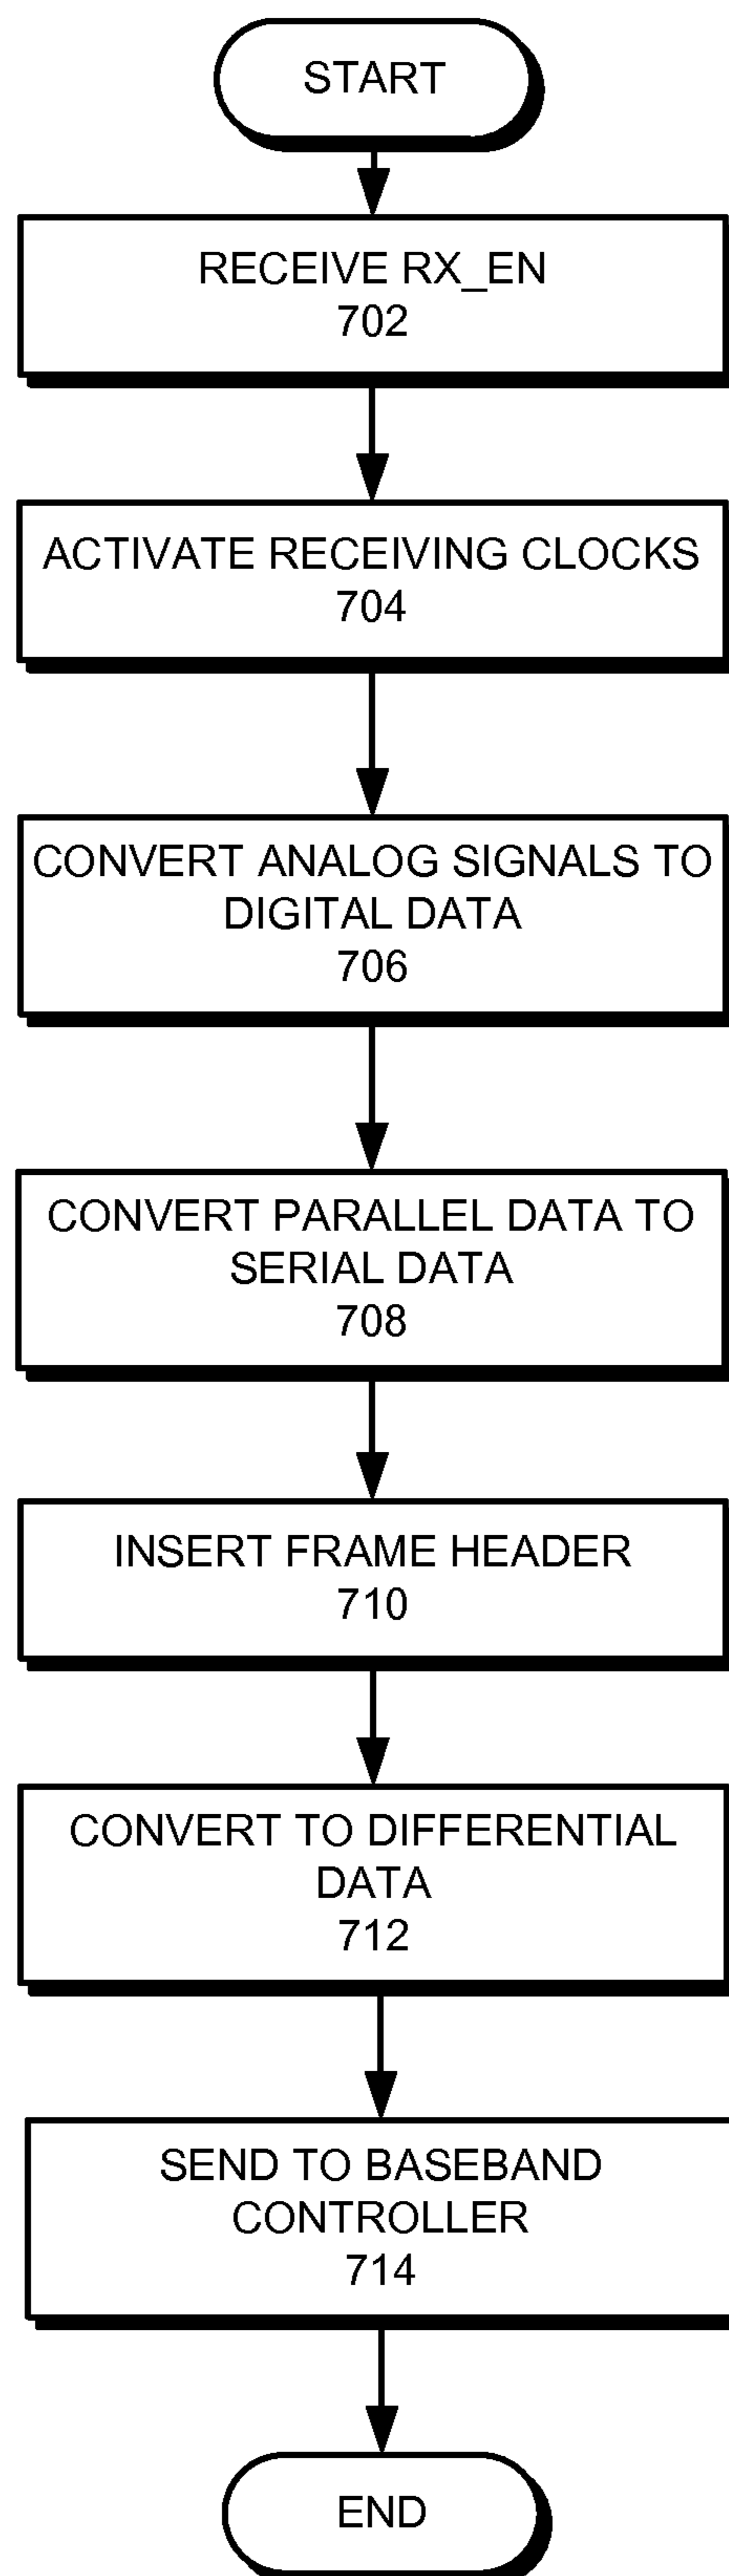 START
RECEIVE RX_EN
702
ACTIVATE RECEIVING CLOCKS
704
CONVERT ANALOG SIGNALS TO
DIGITAL DATA
706
CONVERT PARALLEL DATA TO
SERIAL DATA
708
INSERT FRAME HEADER
710
CONVERT TO DIFFERENTIAL
DATA
712
SEND TO BASEBAND
CONTROLLER
714
END